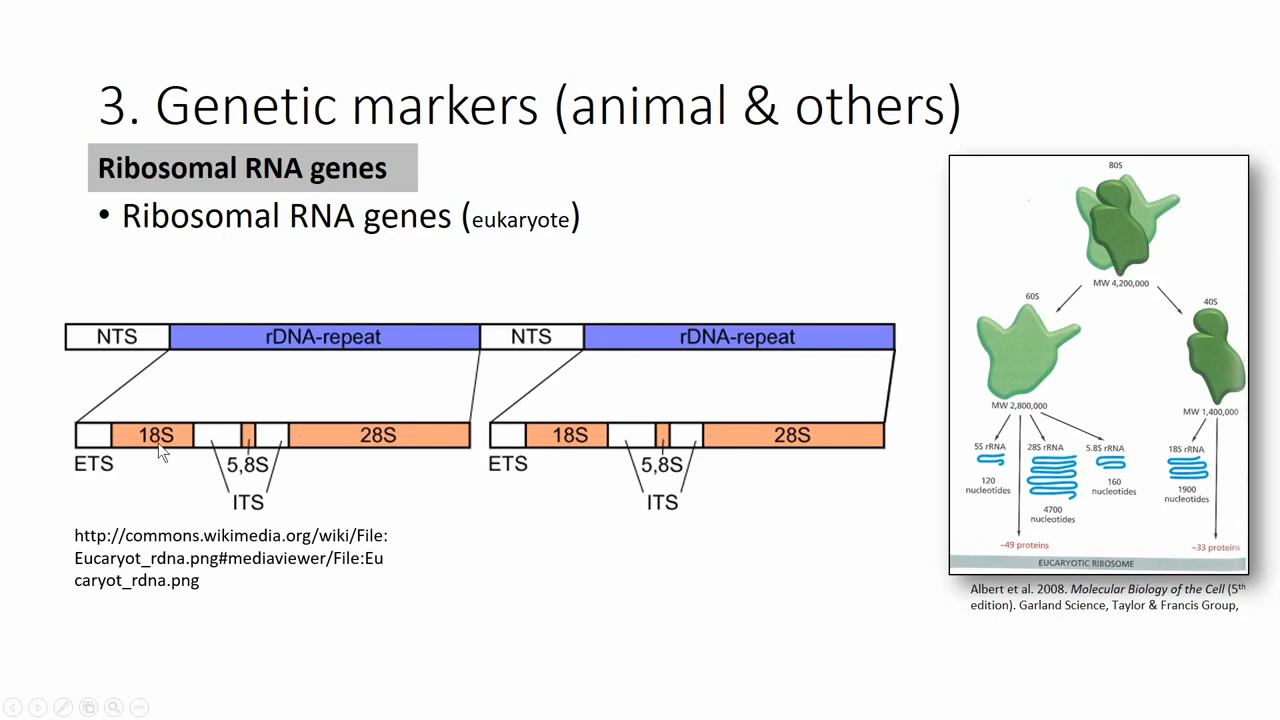 3. Genetic markers (animal & others)
Ribosomal RNA genes
• Ribosomal RNA genes (eukaryote)
NTS rDNA-repeat NTS rDNA-repeat
18S 28S 18S 28S
ETS 5,8S ETS 5,8S
ITS ITS
http://commons.wikimedia.org/wiki/File:
Eucaryot_rdna.png#mediaviewer/File:Eu
caryot_rdna.png
80S
MW 4,200,000
60S 40S
MW 2,800,000 MW 1,400,000
5S rRNA 28S rRNA 5.8S rRNA 18S rRNA
120
nucleotides
4700
nucleotides
160
nucleotides
1900
nucleotides
~49 proteins ~33 proteins
EUCARYOTIC RIBOSOME
Albert et al. 2008. Molecular Biology of the Cell (5th
edition). Garland Science, Taylor & Francis Group,